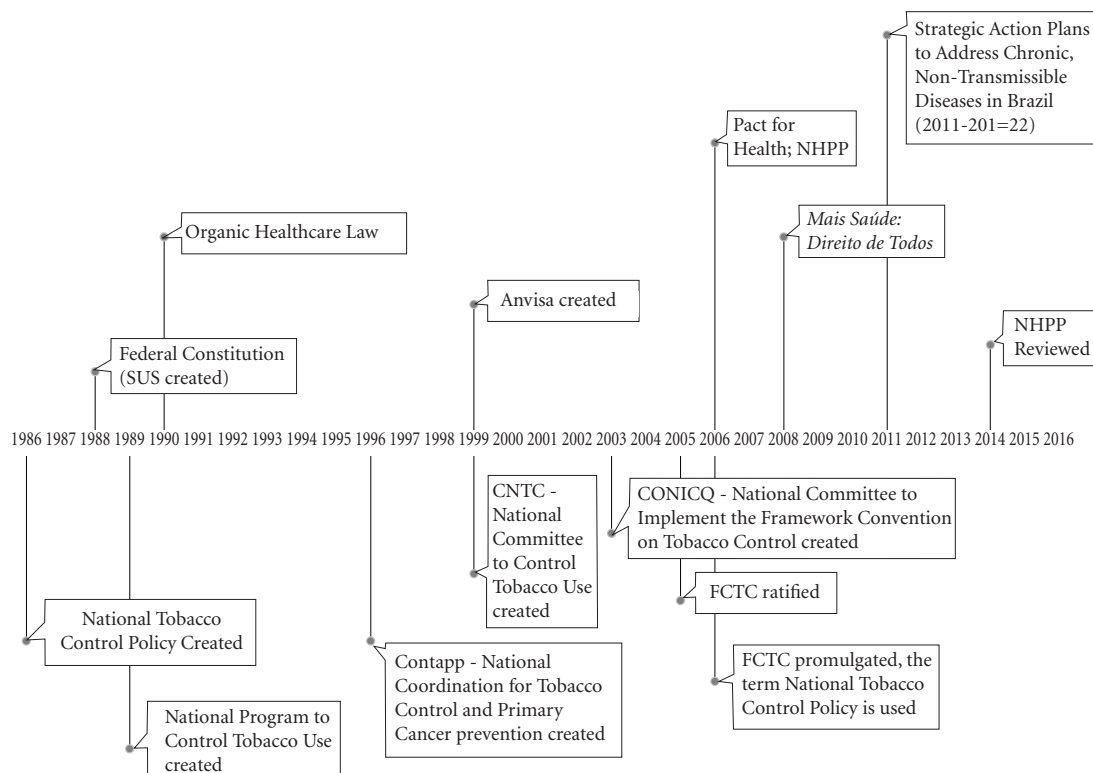 Strategic Action Plans
to Address Chronic,
Non-Transmissible
Diseases in Brazil
(2011-201=22)
Pact for
Health; NHPP
Mais Saúde:
Direito de Todos
Organic Healthcare Law
Anvisa created
NHPP
Reviewed
Federal Constitution
(SUS created)
1986 1987 1988 1989 1990 1991 1992 1993 1994 1995 1996 1997 1998 1999 2000 2001 2002 2003 2004 2005 2006 2007 2008 2009 2010 2011 2012 2013 2014 2015 2016
CNTC -
National
Committee
to Control
Tobacco Use
created
CONICQ - National Committee to
Implement the Framework Convention
on Tobacco Control created
FCTC ratified
National Tobacco
Control Policy Created
Contapp - National
Coordination for Tobacco
Control and Primary
Cancer prevention created
FCTC promulgated, the
term National Tobacco
Control Policy is used
National Program to
Control Tobacco Use
created